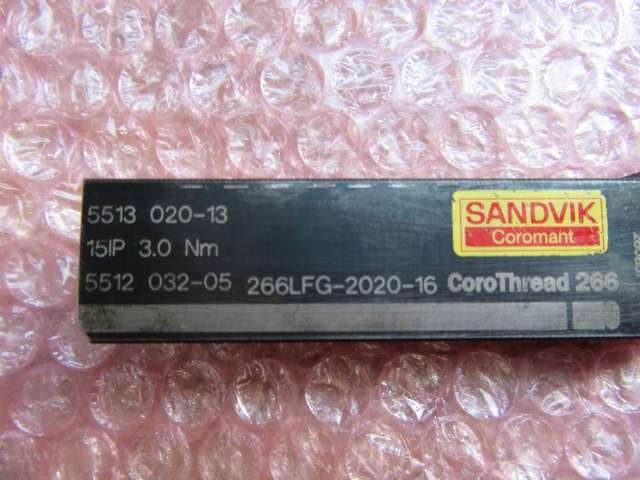 5513 020-13
15IP 3.0 Nm
5512 032-05 266LFG-2020-16 CoroThread 266
SANDVIK
Coromant